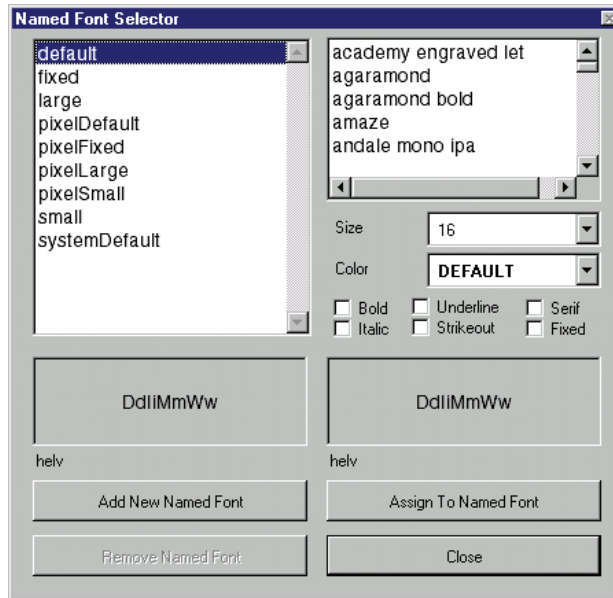 Named Font Selector
default
fixed
large
pixelDefault
pixelFixed
pixelLarge
pixelSmall
small
systemDefault
academy engraved let
agaramond
agaramond bold
amaze
andale mono ipa
Size 16
Color DEFAULT
Bold Underline Serif
Italic Strikeout Fixed
DdIiMmWw
DdIiMmWw
helv
helv
Add New Named Font
Assign To Named Font
Remove Named Font
Close